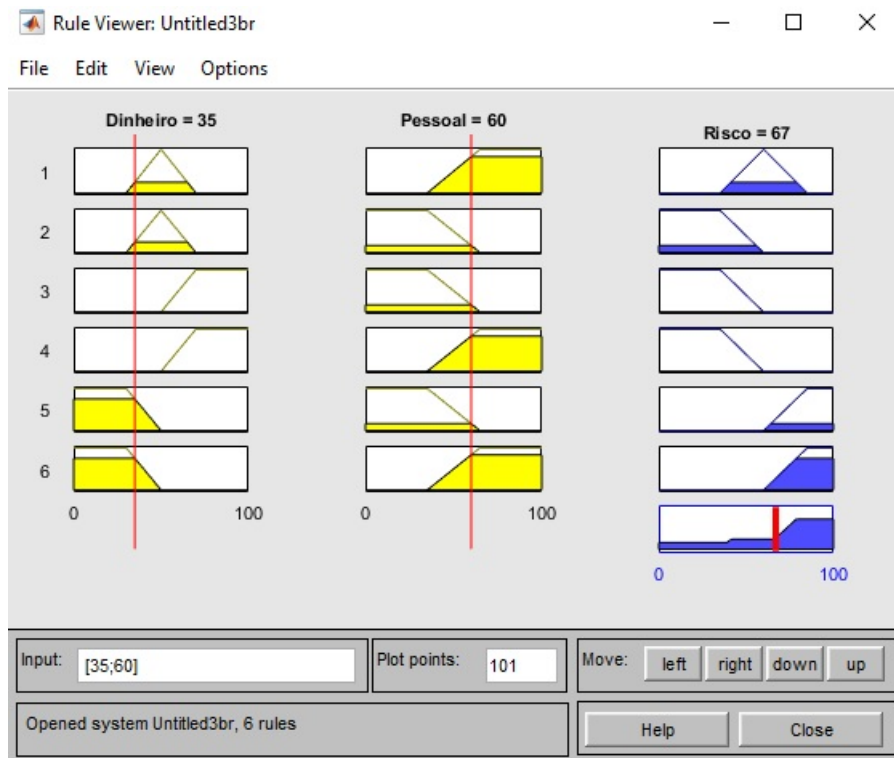 Rule Viewer: Untitled3br
File Edit View Options
Dinheiro = 35 Pessoal = 60 Risco = 67
1
2
3
4
5
6
0 100 0 100
0 100
Input: [35;60] Plot points: 101 Move: left right down up
Opened system Untitled3br, 6 rules Help Close